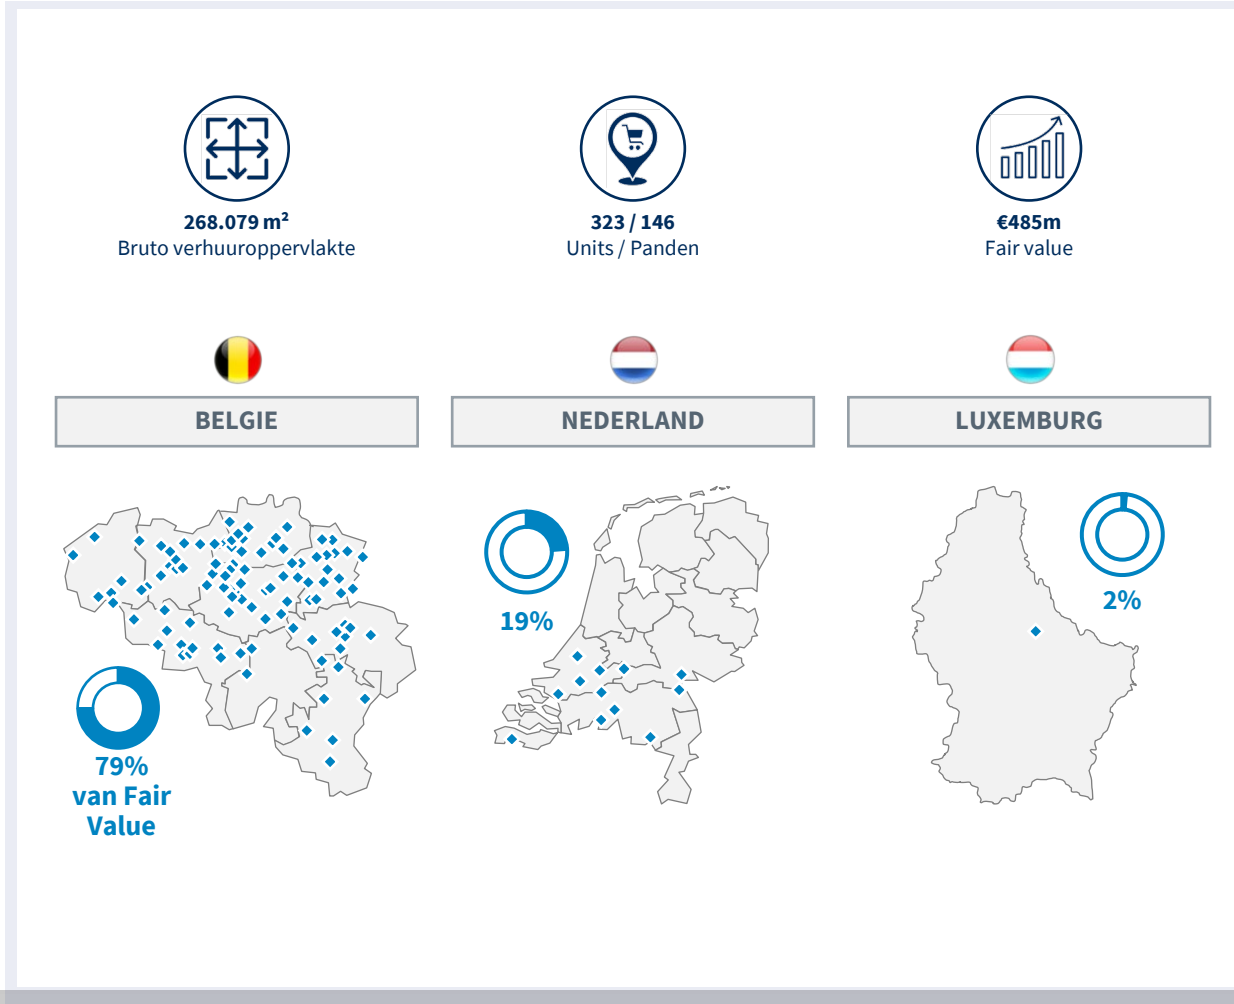 268.079 m²
Bruto verhuuroppervlakte
323 / 146
Units / Panden
€485m
Fair value
BELGIE
NEDERLAND
LUXEMBURG
79%
van Fair
Value
19%
2%